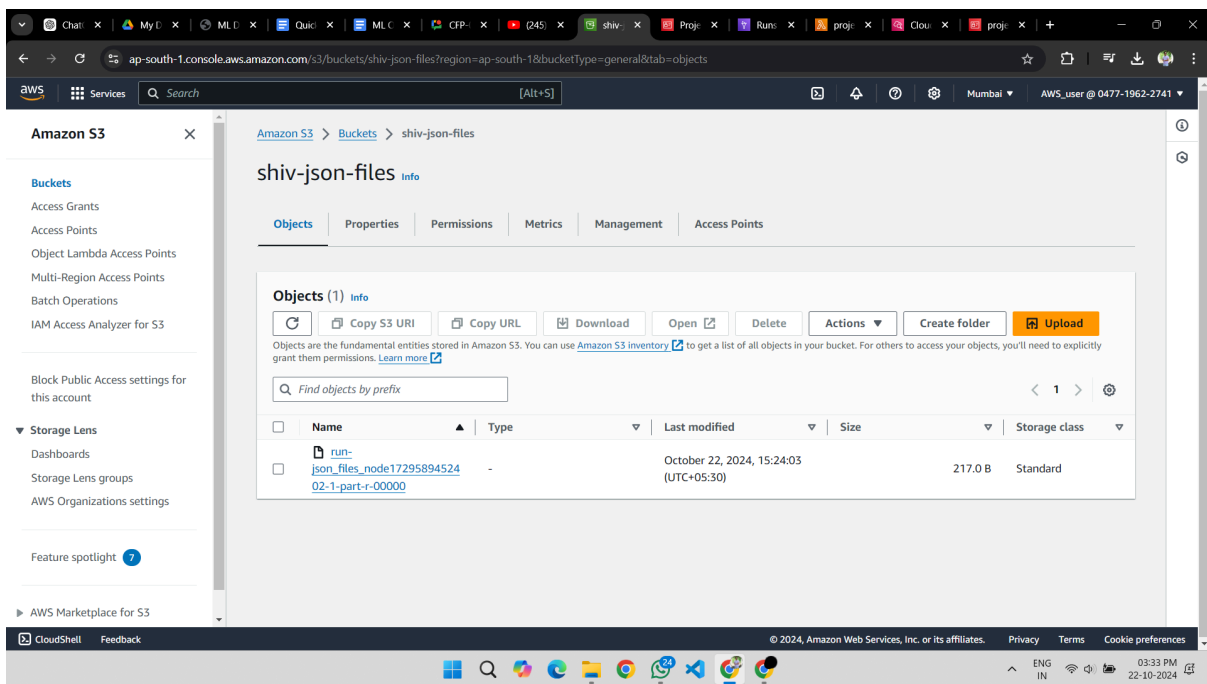 Chat
My D
ML D
Quic
ML C
CFP-
(245)
shiv-j
Proje
Runs
proje
Clou
proje
ap-south-1.console.aws.amazon.com/s3/buckets/shiv-json-files?region=ap-south-1&bucketType=general&tab=objects
aws
Services
Search
[Alt+S]
Mumbai ▼
AWS_user @ 0477-1962-2741 ▼
Amazon S3
Buckets
Access Grants
Access Points
Object Lambda Access Points
Multi-Region Access Points
Batch Operations
IAM Access Analyzer for S3
Block Public Access settings for
this account
Storage Lens
Dashboards
Storage Lens groups
AWS Organizations settings
Feature spotlight 7
AWS Marketplace for S3
Amazon S3 > Buckets > shiv-json-files
shiv-json-files Info
Objects
Properties
Permissions
Metrics
Management
Access Points
Objects (1) Info
Copy S3 URI
Copy URL
Download
Open
Delete
Actions ▼
Create folder
Upload
Objects are the fundamental entities stored in Amazon S3. You can use Amazon S3 inventory to get a list of all objects in your bucket. For others to access your objects, you'll need to explicitly
grant them permissions. Learn more
Find objects by prefix
< 1 >
Name
Type
Last modified
Size
Storage class
run-
json_files_node17295894524
02-1-part-r-00000
-
October 22, 2024, 15:24:03
(UTC+05:30)
217.0 B
Standard
CloudShell
Feedback
© 2024, Amazon Web Services, Inc. or its affiliates.
Privacy
Terms
Cookie preferences
24
ENG
IN
03:33 PM
22-10-2024